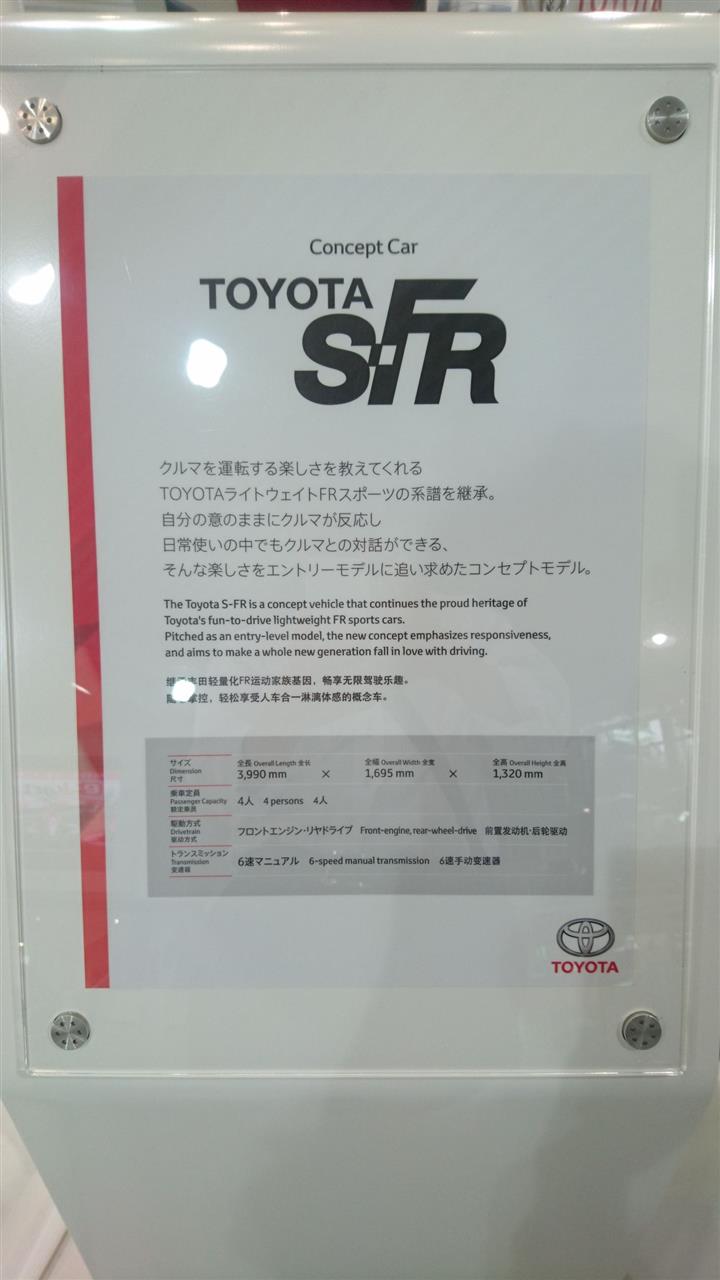 TOYOTA
Concept Car
TOYOTA
S-FR
クルマを運転する楽しさを教えてくれる
TOYOTAライトウェイトFRスポーツの系譜を継承。
自分の意のままにクルマが反応し
日常使いの中でもクルマとの対話ができる、
そんな楽しさをエントリーモデルに追い求めたコンセプトモデル。
The Toyota S-FR is a concept vehicle that continues the proud heritage of
Toyota's fun-to-drive lightweight FR sports cars.
Pitched as an entry-level model, the new concept emphasizes responsiveness,
and aims to make a whole new generation fall in love with driving.
丰田轻量化FR运动家族基因，畅享无限驾驶乐趣。
掌控，轻松享受人车合一淋漓体感的概念车。
サイズ 全長 Overall Length 全长 全幅 Overall Width 全宽 全高 Overall Height 全高
Dimension 3,990 mm × 1,695 mm × 1,320 mm
尺寸
乗車定員
Passenger Capacity 4人 4 persons 4人
额定乘员
駆動方式
Drivetrain フロントエンジン・リヤドライブ Front-engine, rear-wheel-drive 前置发动机·后轮驱动
驱动方式
トランスミッション
Transmission 6速マニュアル 6-speed manual transmission 6速手动变速器
变速器
TOYOTA